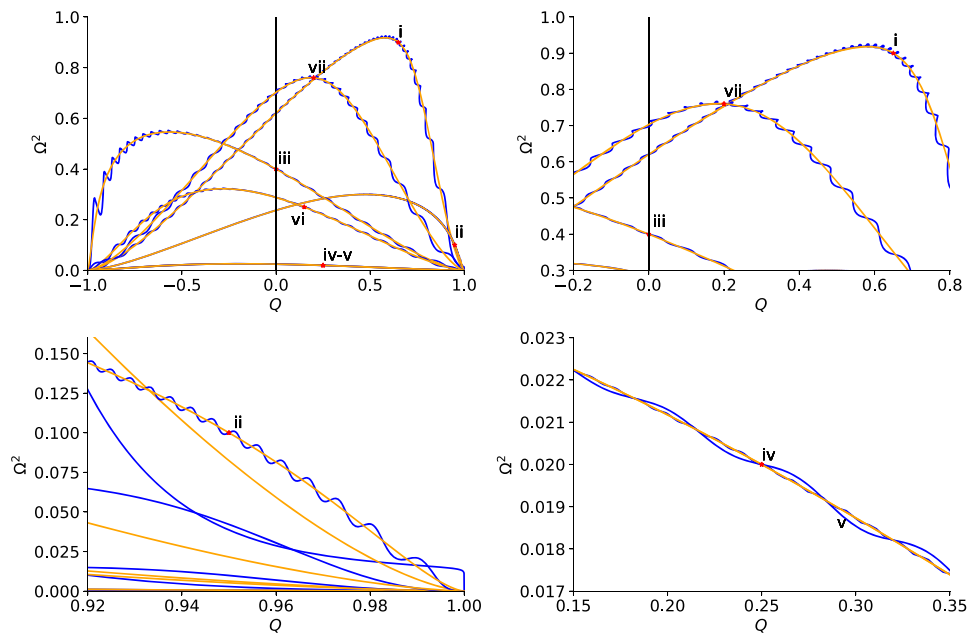 1.0
0.8
0.6
0.4
0.2
0.0
Ω²
−1.0 −0.5 0.0 0.5 1.0
Q
i
vii
iii
vi
ii
iv-v
1.0
0.9
0.8
0.7
0.6
0.5
0.4
0.3
Ω²
−0.2 0.0 0.2 0.4 0.6 0.8
Q
i
vii
iii
0.150
0.125
0.100
0.075
0.050
0.025
0.000
Ω²
0.92 0.94 0.96 0.98 1.00
Q
ii
0.023
0.022
0.021
0.020
0.019
0.018
0.017
Ω²
0.15 0.20 0.25 0.30 0.35
Q
iv
v